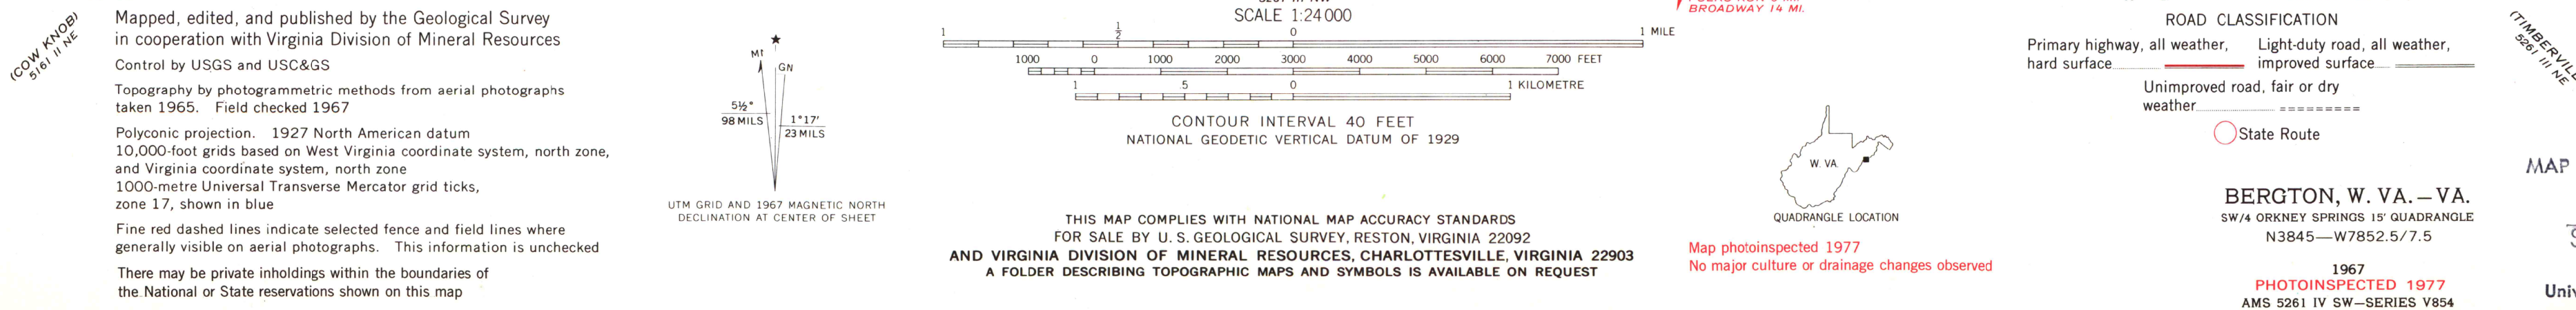 (COW KNOB)
5161 II NE
Mapped, edited, and published by the Geological Survey
in cooperation with Virginia Division of Mineral Resources
Control by USGS and USC&GS
Topography by photogrammetric methods from aerial photographs
taken 1965. Field checked 1967
Polyconic projection. 1927 North American datum
10,000-foot grids based on West Virginia coordinate system, north zone,
and Virginia coordinate system, north zone
1000-metre Universal Transverse Mercator grid ticks,
zone 17, shown in blue
Fine red dashed lines indicate selected fence and field lines where
generally visible on aerial photographs. This information is unchecked
There may be private inholdings within the boundaries of
the National or State reservations shown on this map
★
MN
GN
5½°
98 MILS
1°17′
23 MILS
UTM GRID AND 1967 MAGNETIC NORTH
DECLINATION AT CENTER OF SHEET
SCALE 1:24 000
1 ½ 0 1 MILE
1000 0 1000 2000 3000 4000 5000 6000 7000 FEET
1 .5 0 1 KILOMETRE
CONTOUR INTERVAL 40 FEET
NATIONAL GEODETIC VERTICAL DATUM OF 1929
THIS MAP COMPLIES WITH NATIONAL MAP ACCURACY STANDARDS
FOR SALE BY U. S. GEOLOGICAL SURVEY, RESTON, VIRGINIA 22092
AND VIRGINIA DIVISION OF MINERAL RESOURCES, CHARLOTTESVILLE, VIRGINIA 22903
A FOLDER DESCRIBING TOPOGRAPHIC MAPS AND SYMBOLS IS AVAILABLE ON REQUEST
BROADWAY 14 MI.
W. VA.
QUADRANGLE LOCATION
Map photoinspected 1977
No major culture or drainage changes observed
ROAD CLASSIFICATION
Primary highway, all weather,
hard surface
Light-duty road, all weather,
improved surface
Unimproved road, fair or dry
weather
State Route
BERGTON, W. VA. – VA.
SW/4 ORKNEY SPRINGS 15′ QUADRANGLE
N3845—W7852.5/7.5
1967
PHOTOINSPECTED 1977
AMS 5261 IV SW–SERIES V854
(TIMBERVIL
5261 III NE
MAP
Univ